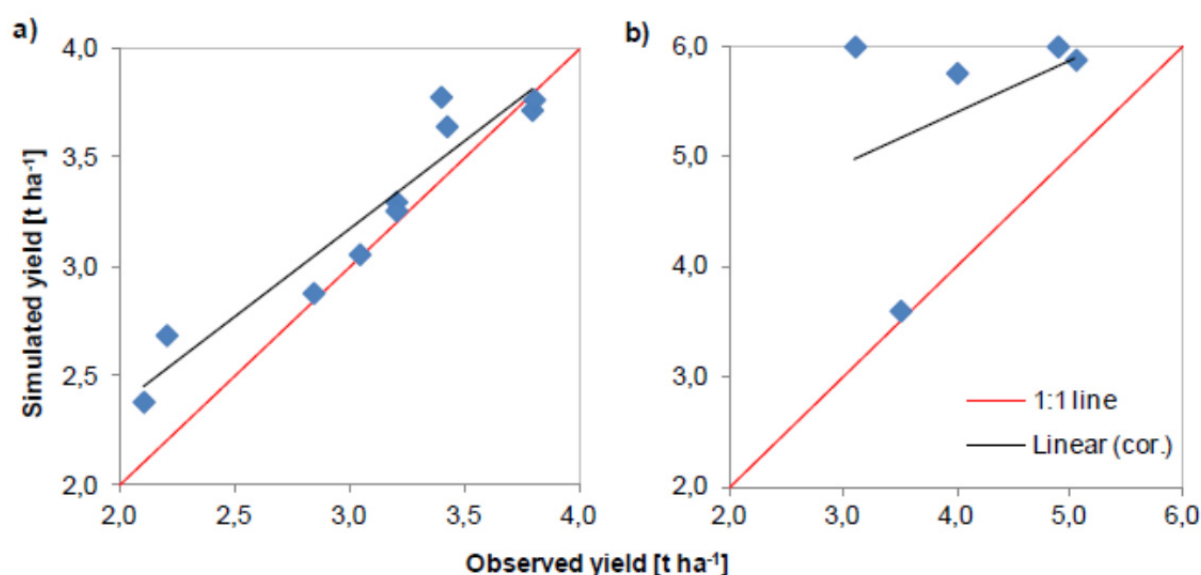 a)
4,0
3,5
3,0
2,5
2,0
2,0 2,5 3,0 3,5 4,0
Simulated yield [t ha⁻¹]
b)
6,0
5,0
4,0
3,0
2,0
2,0 3,0 4,0 5,0 6,0
1:1 line
Linear (cor.)
Observed yield [t ha⁻¹]